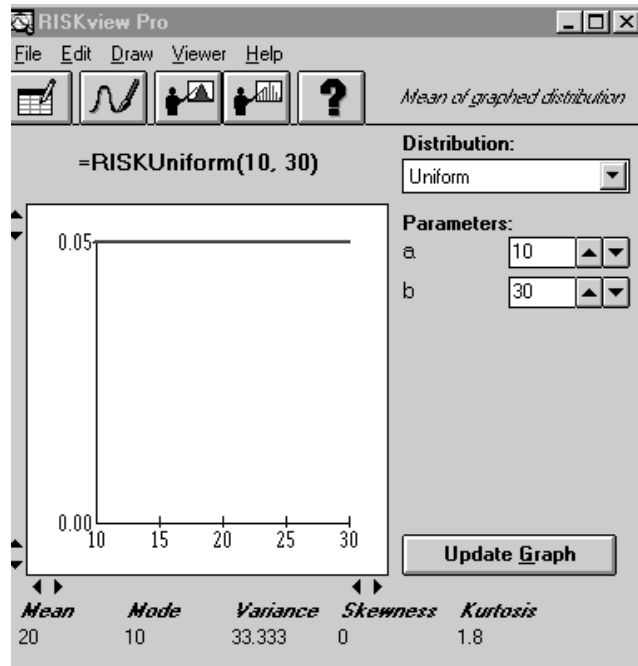 RISKview Pro
File Edit Draw Viewer Help
? Mean of graphed distribution
=RISKUniform(10, 30)
Distribution:
Uniform
Parameters:
a 10
b 30
0.05
0.00
10 15 20 25 30
Update Graph
Mean Mode Variance Skewness Kurtosis
20 10 33.333 0 1.8